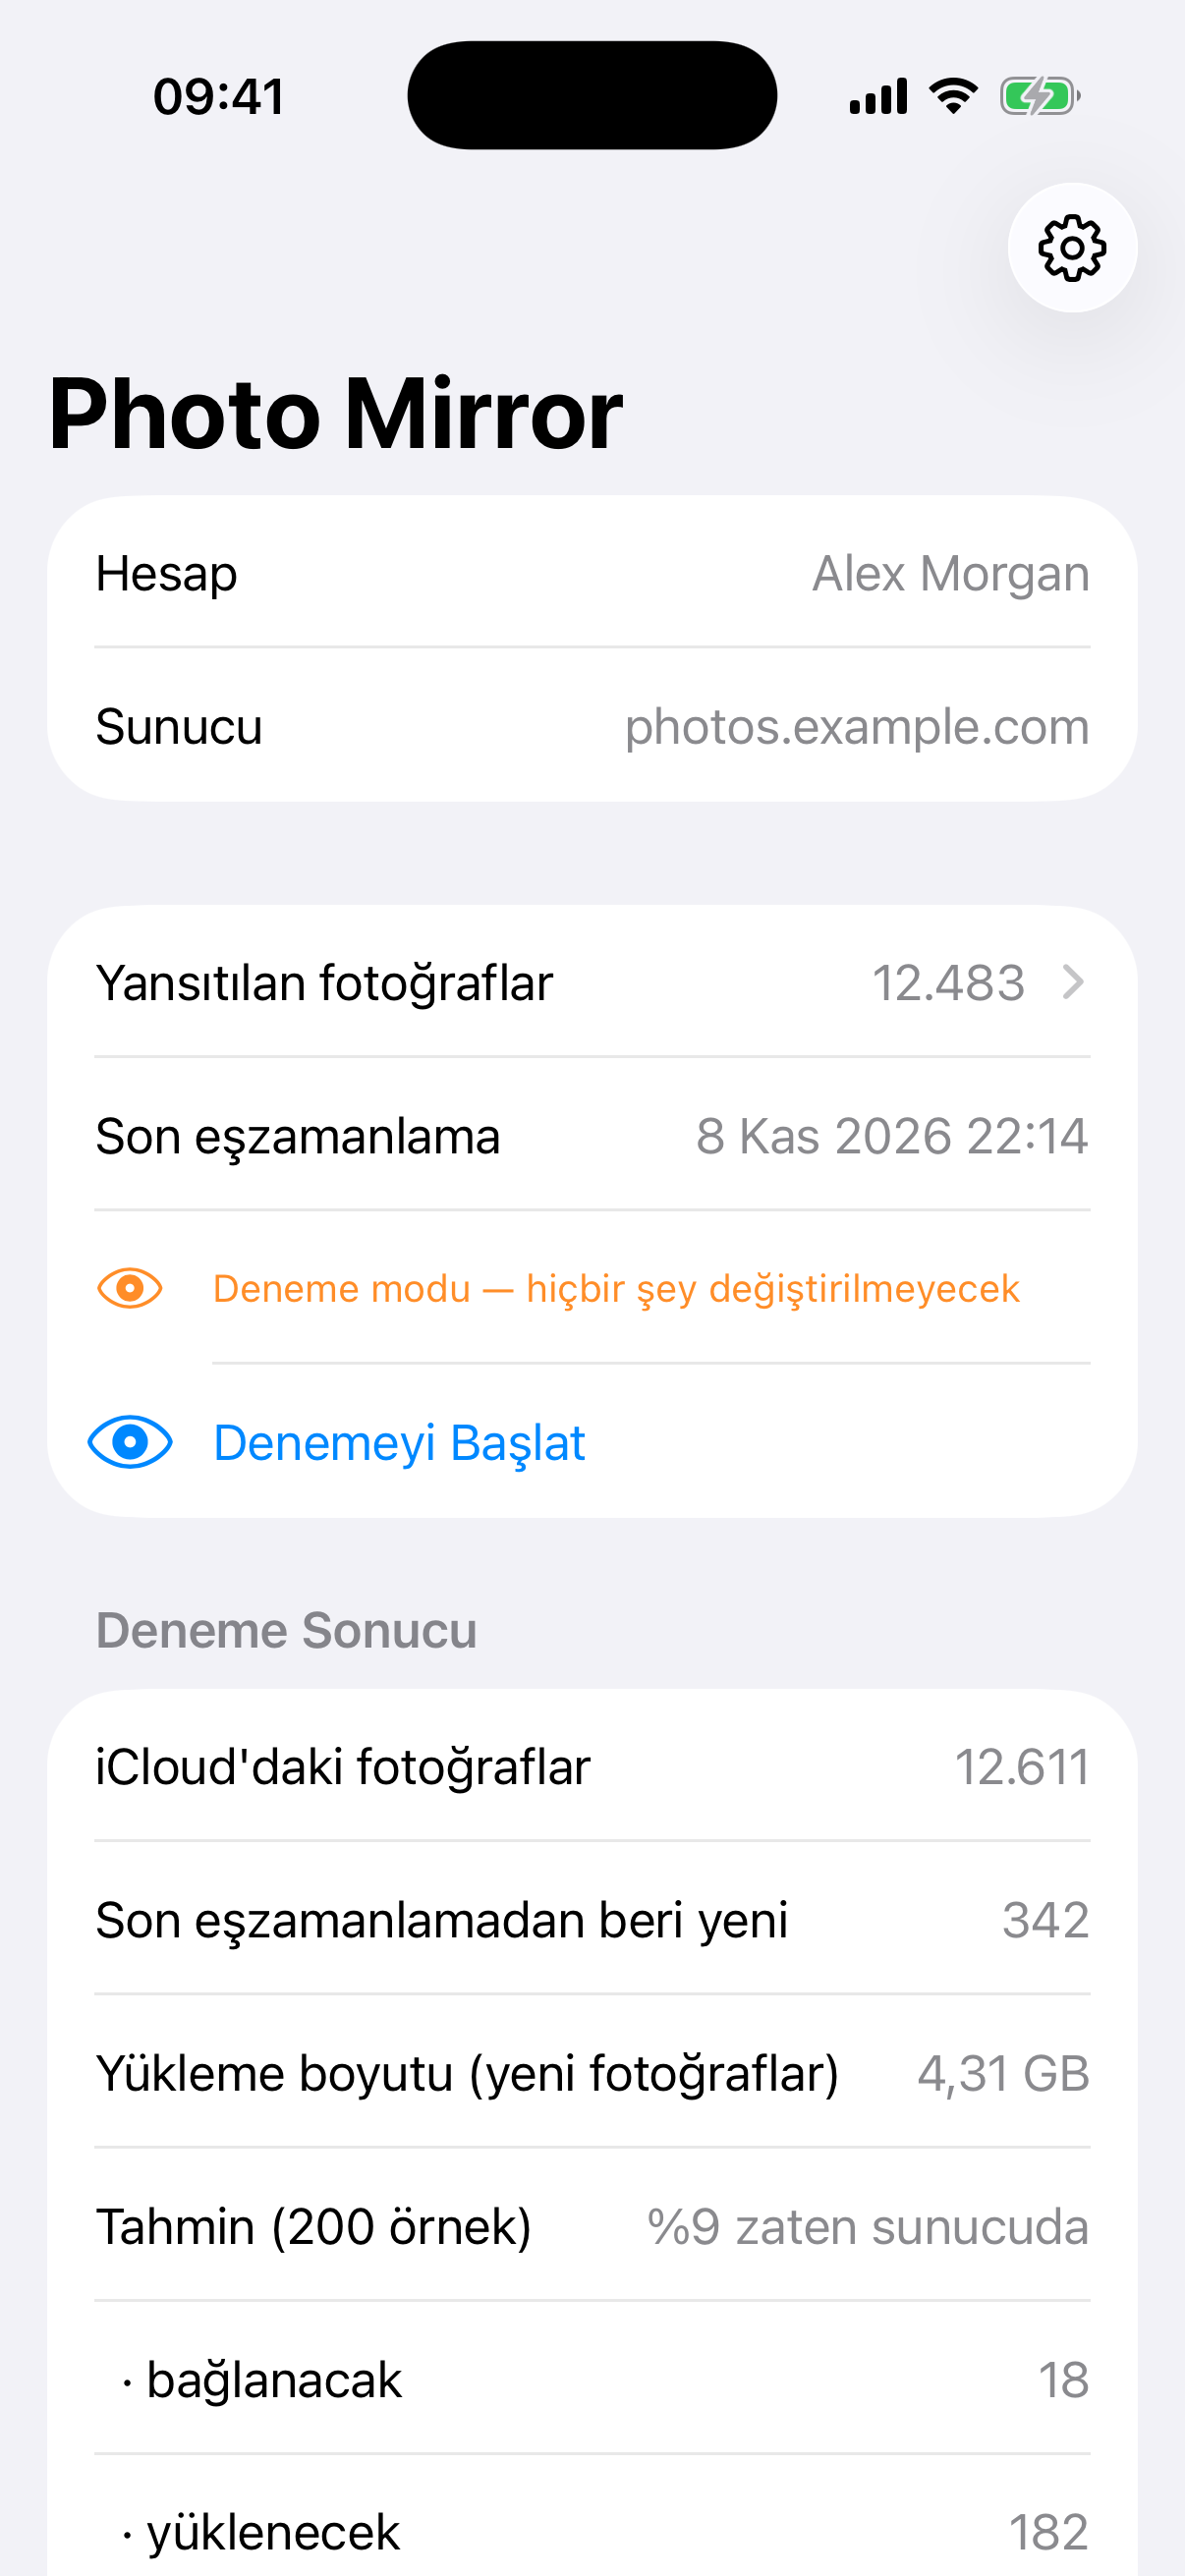 09:41
Photo Mirror
Hesap Alex Morgan
Sunucu photos.example.com
Yansıtılan fotoğraflar 12.483
Son eşzamanlama 8 Kas 2026 22:14
Deneme modu — hiçbir şey değiştirilmeyecek
Denemeyi Başlat
Deneme Sonucu
iCloud'daki fotoğraflar 12.611
Son eşzamanlamadan beri yeni 342
Yükleme boyutu (yeni fotoğraflar) 4,31 GB
Tahmin (200 örnek) %9 zaten sunucuda
· bağlanacak 18
· yüklenecek 182